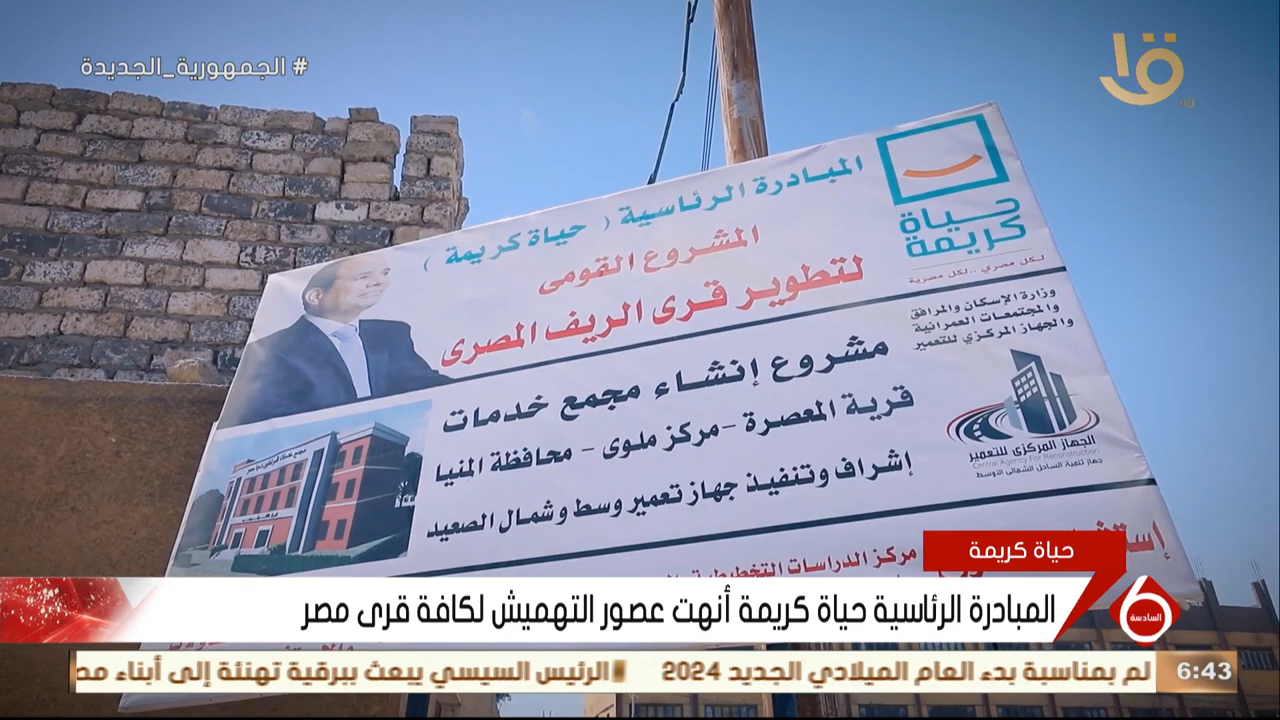 # الجمهورية_الجديدة
HD
المبادرة الرئاسية ( حياة كريمة )
المشروع القومى
لتطوير قرى الريف المصرى
حياة
كريمة
لكل مصري ..لكل مصرية
وزارة الإسكان والمرافق
والمجتمعات العمرانية
والجهاز المركزي للتعمير
الجهاز المركزى للتعمير
Central Agency For Reconstruction
جهاز تنمية الساحل الشمالى الأوسط
مشروع إنشاء مجمع خدمات
قرية المعصرة - مركز ملوى - محافظة المنيا
إشراف وتنفيذ جهاز تعمير وسط وشمال الصعيد
مركز الدراسات التخطيطية
حياة كريمة
السادسة
المبادرة الرئاسية حياة كريمة أنهت عصور التهميش لكافة قرى مصر
6:43
لم بمناسبة بدء العام الميلادي الجديد 2024 الرئيس السيسي يبعث ببرقية تهنئة إلى أبناء مص